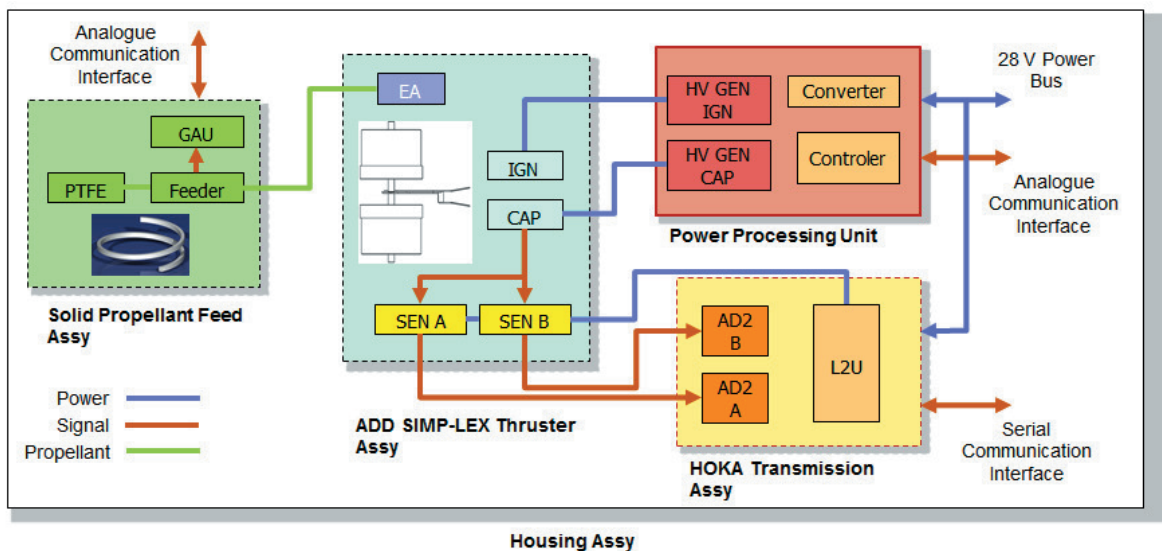 Analogue
Communication
Interface
GAU
PTFE
Feeder
Solid Propellant Feed
Assy
Power
Signal
Propellant
EA
IGN
CAP
SEN A
SEN B
ADD SIMP-LEX Thruster
Assy
HV GEN
IGN
Converter
HV GEN
CAP
Controler
Power Processing Unit
28 V Power
Bus
Analogue
Communication
Interface
AD2
B
AD2
A
L2U
HOKA Transmission
Assy
Serial
Communication
Interface
Housing Assy